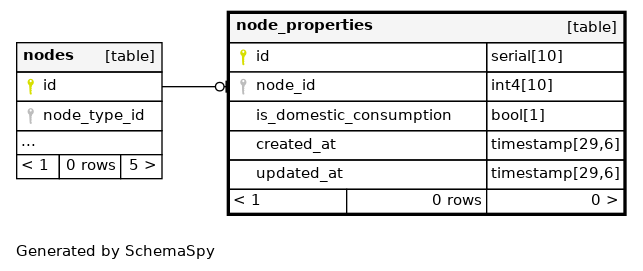 nodes [table]
id
node_type_id
...
< 1 0 rows 5 >
node_properties [table]
id serial[10]
node_id int4[10]
is_domestic_consumption bool[1]
created_at timestamp[29,6]
updated_at timestamp[29,6]
< 1 0 rows 0 >
Generated by SchemaSpy